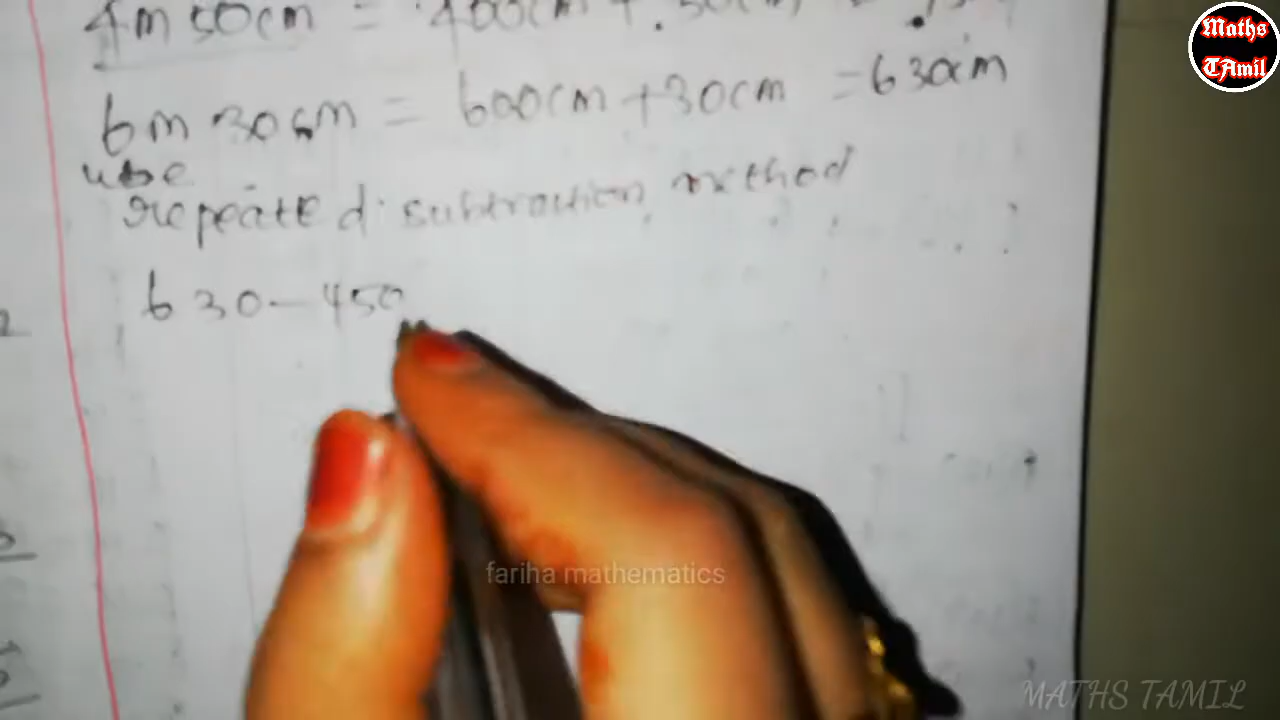 4m 50cm = 400cm + 50cm
6m 30cm = 600cm + 30cm = 630cm
use
repeated subtraction method
630 - 450
Maths
TAmil
fariha mathematics
MATHS TAMIL